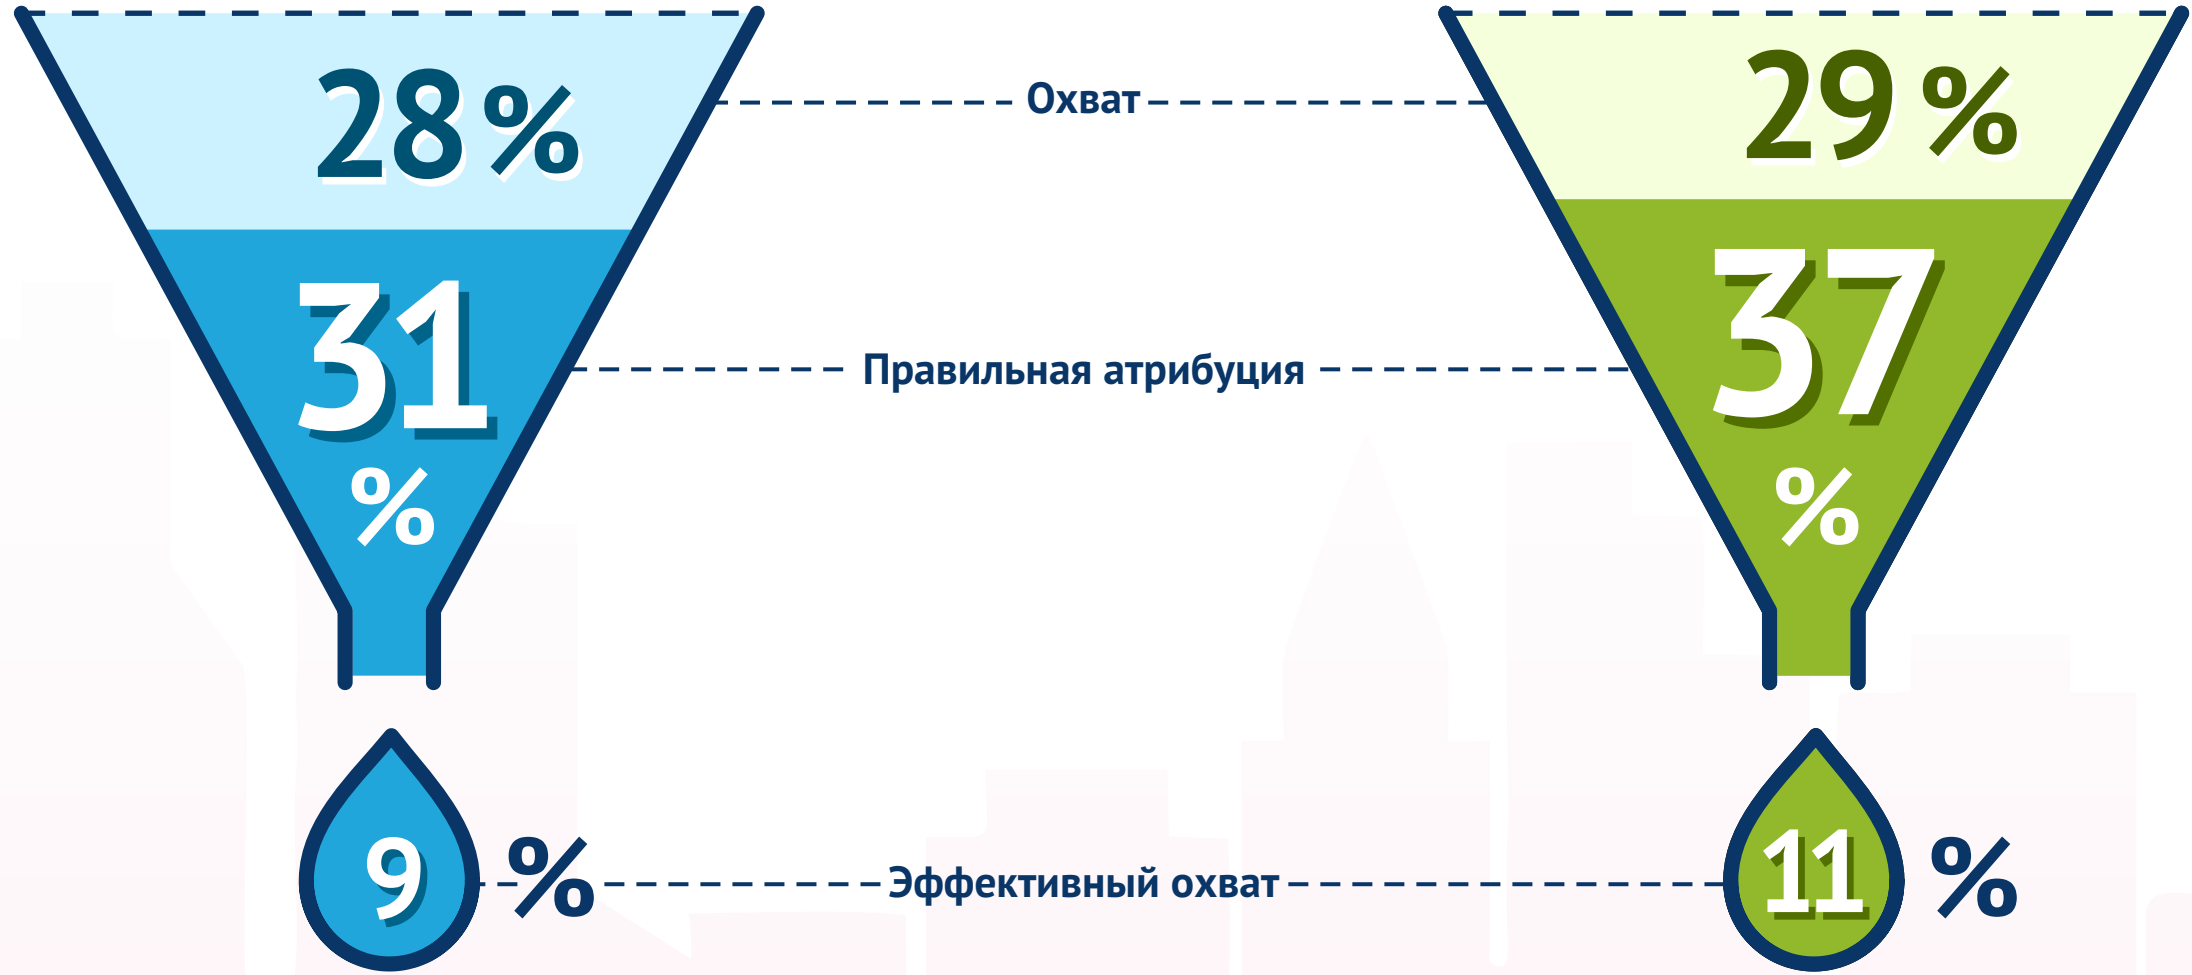 28 %
Охват
29 %
31
%
Правильная атрибуция
37
%
9 %
Эффективный охват
11 %